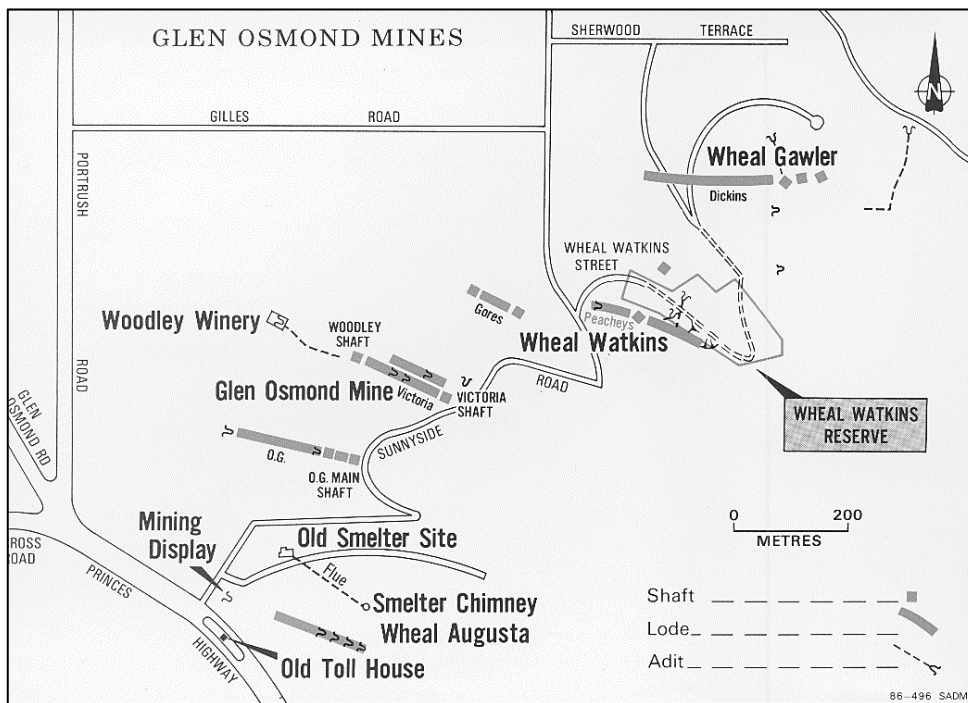 GLEN OSMOND MINES
SHERWOOD TERRACE
N
GILLES ROAD
PORTRUSH
ROAD
Wheal Gawler
Dickins
WHEAL WATKINS
STREET
Woodley Winery
WOODLEY
SHAFT
Gores
Peacheys
Wheal Watkins
Glen Osmond Mine
Victoria
VICTORIA
SHAFT
SUNNYSIDE
ROAD
WHEAL WATKINS
RESERVE
GLEN
OSMOND RD
O.G.
O.G. MAIN
SHAFT
Mining
Display
Old Smelter Site
CROSS
ROAD
PRINCES
HIGHWAY
Flue
Smelter Chimney
Wheal Augusta
Old Toll House
0 200
METRES
Shaft
Lode
Adit
86–496 SADM